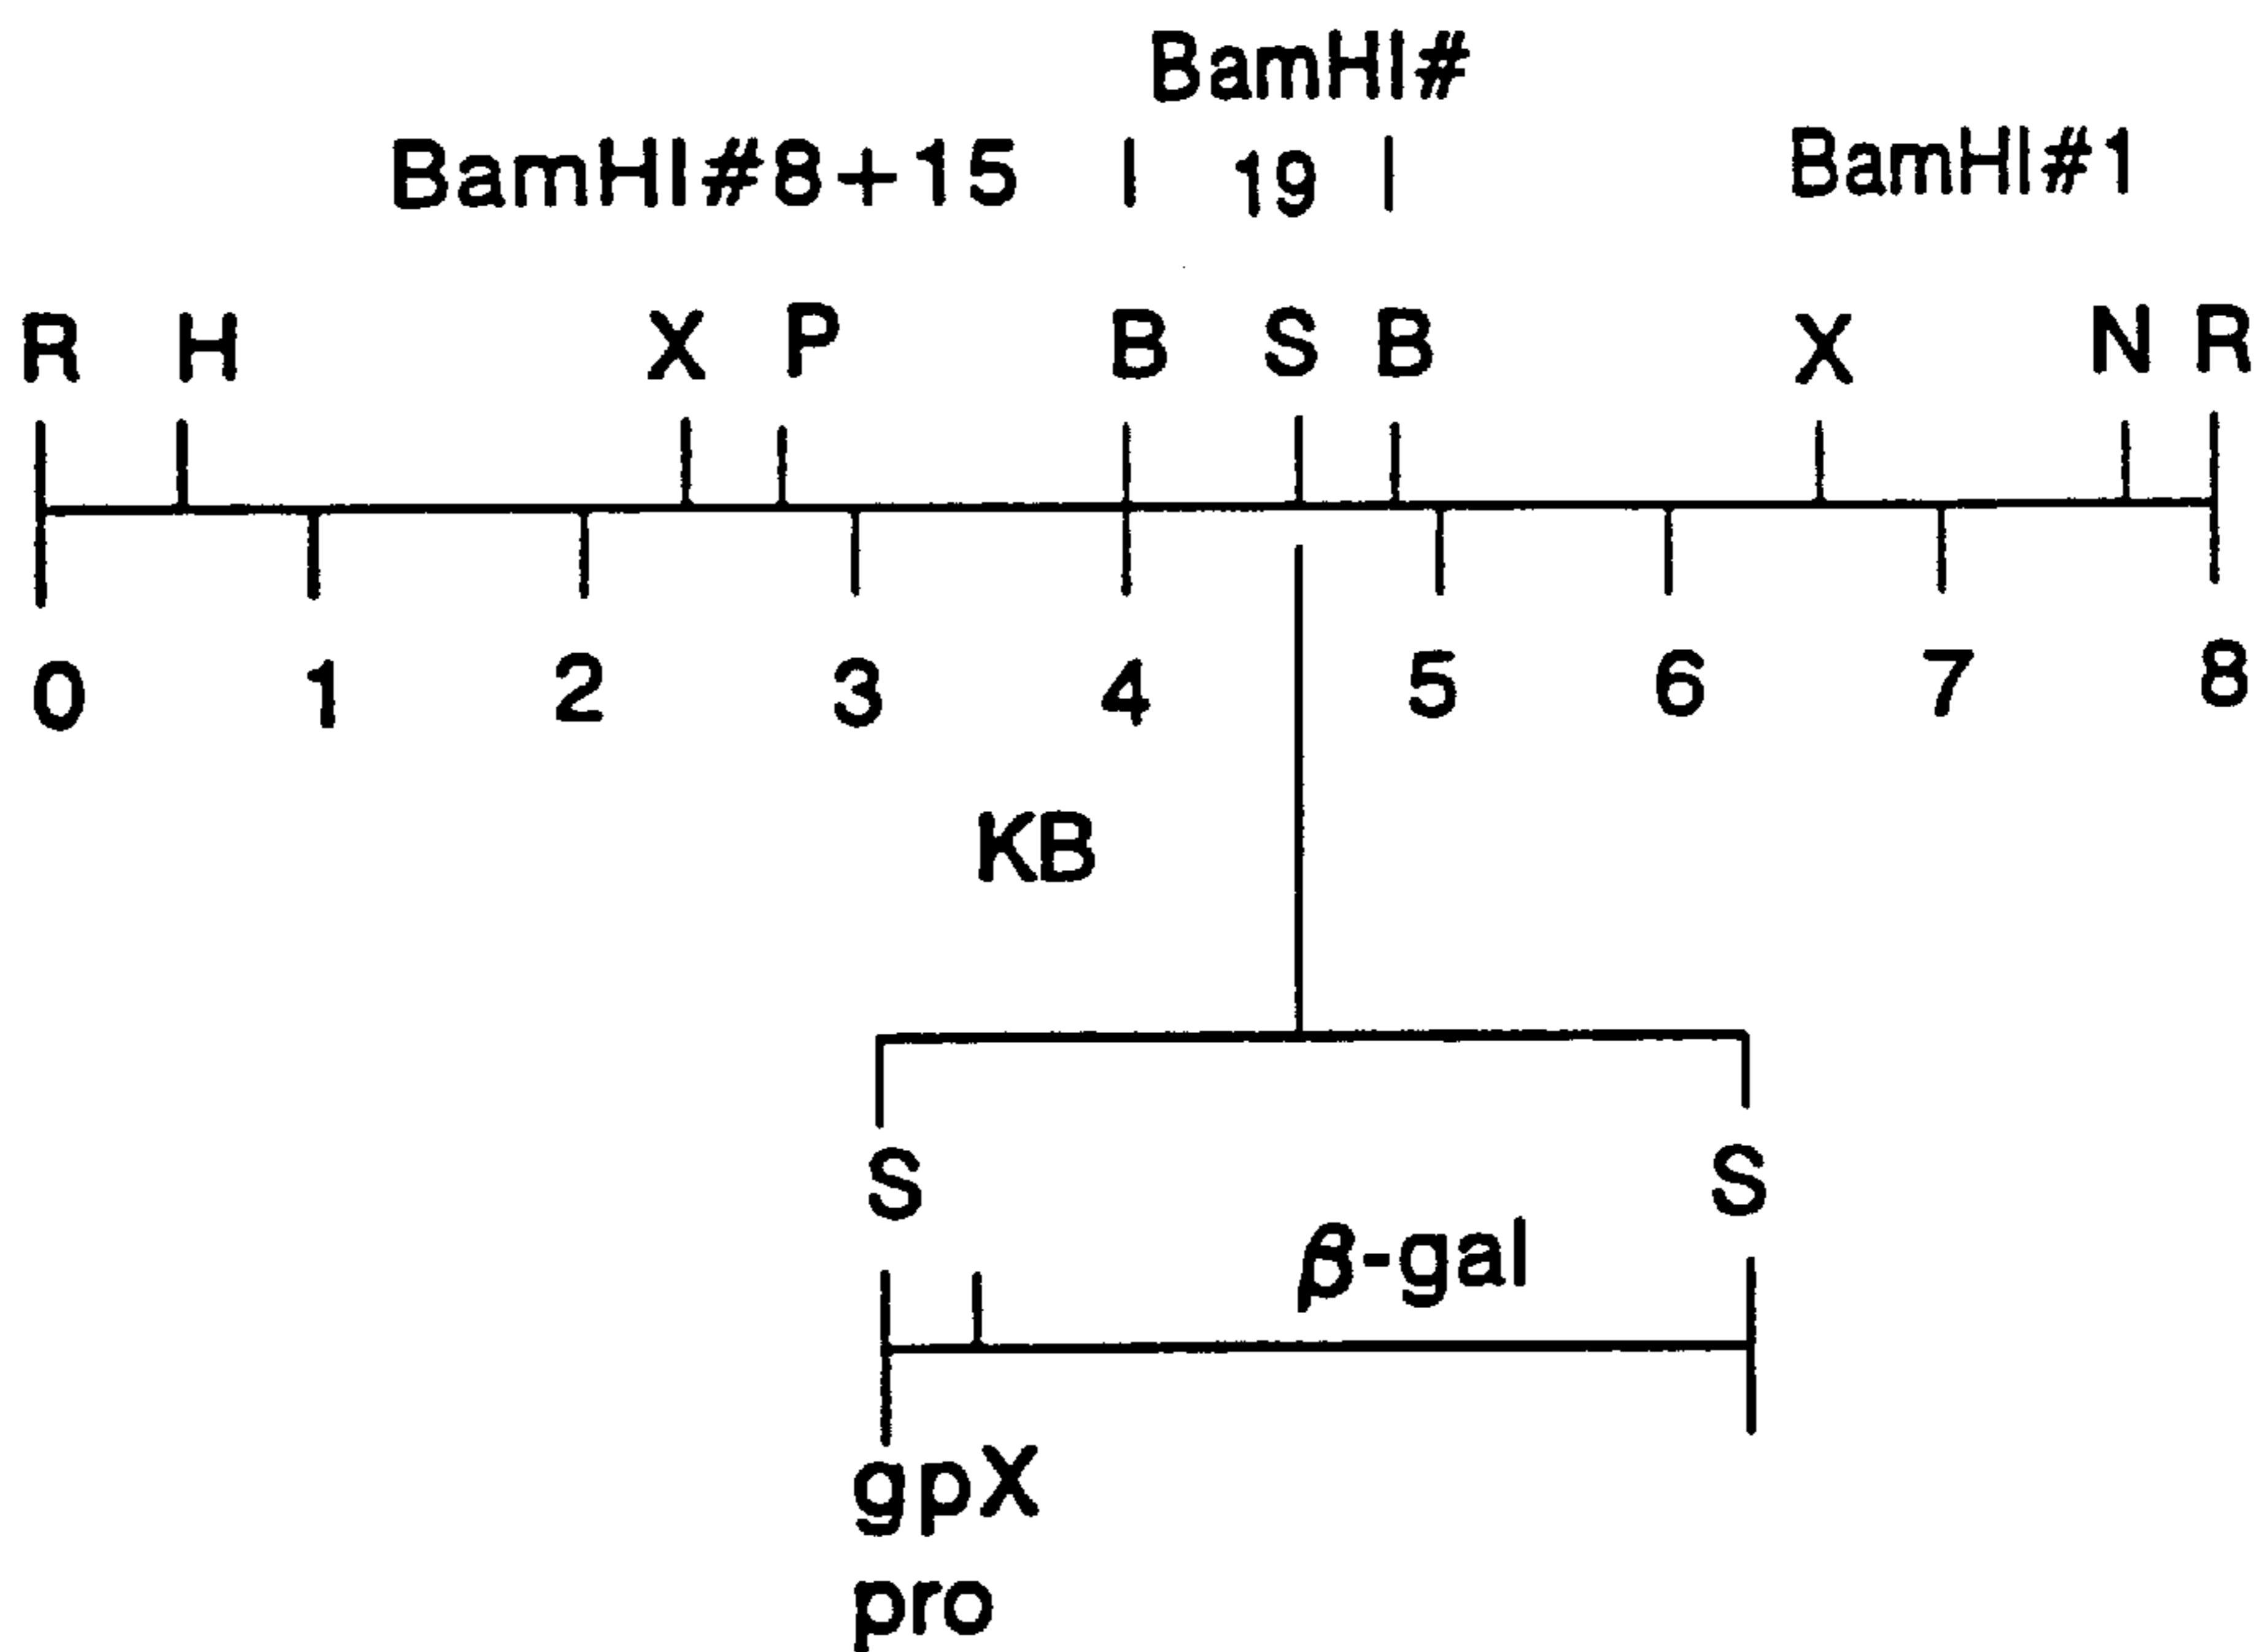 BamHI#
BamHI#8+15 | 19 | BamHI#1
R H X P B S B X N R
0 1 2 3 4 5 6 7 8
KB
S S
β-gal
gpX
pro